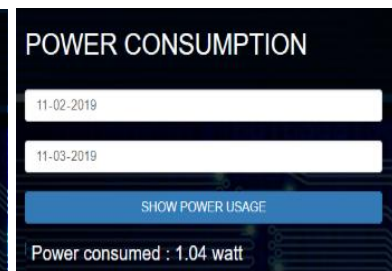 POWER CONSUMPTION
11-02-2019
11-03-2019
SHOW POWER USAGE
Power consumed : 1.04 watt